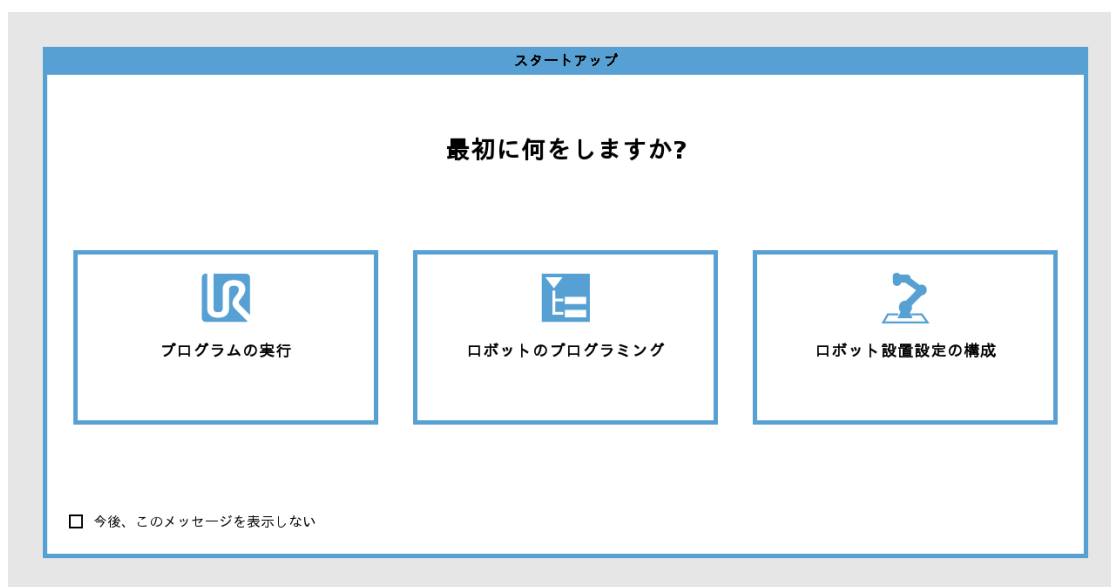 スタートアップ
最初に何をしますか?
プログラムの実行
ロボットのプログラミング
ロボット設置設定の構成
今後、このメッセージを表示しない